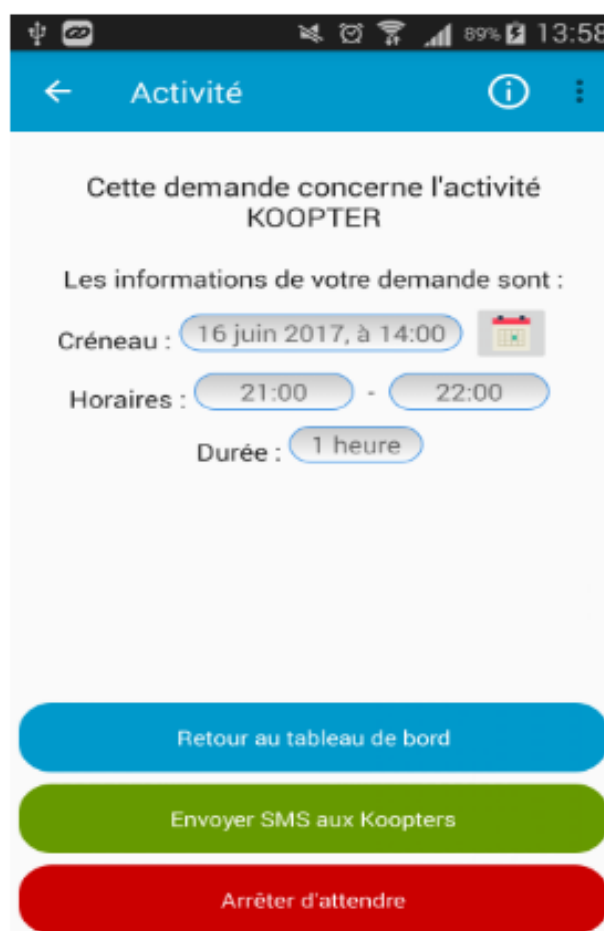 89% 13:58
Activité
Cette demande concerne l'activité
KOOPTER
Les informations de votre demande sont :
Créneau : 16 juin 2017, à 14:00
Horaires : 21:00 - 22:00
Durée : 1 heure
Retour au tableau de bord
Envoyer SMS aux Koopters
Arrêter d'attendre